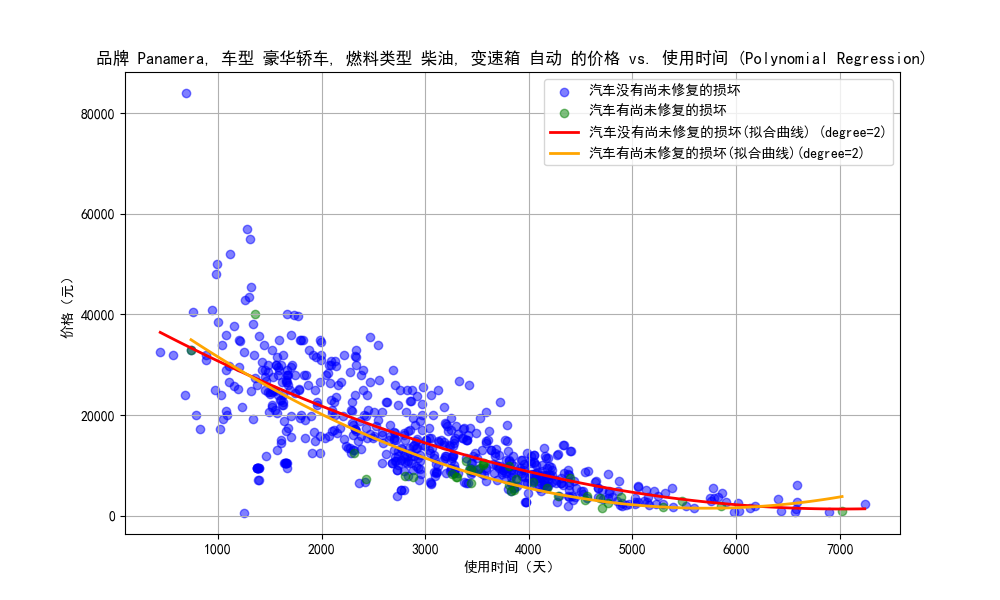 品牌 Panamera, 车型 豪华轿车, 燃料类型 柴油, 变速箱 自动 的价格 vs. 使用时间 (Polynomial Regression)
汽车没有尚未修复的损坏
汽车有尚未修复的损坏
汽车没有尚未修复的损坏(拟合曲线) (degree=2)
汽车有尚未修复的损坏(拟合曲线)(degree=2)
价格（元）
80000
60000
40000
20000
0
1000 2000 3000 4000 5000 6000 7000
使用时间（天）